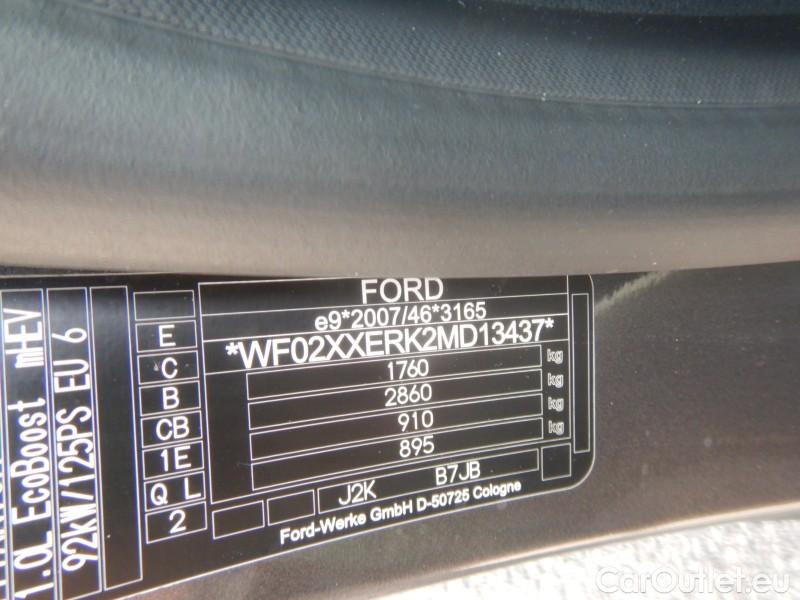 1.0L EcoBoost mHEV
92kW/125PS EU 6
E
C
B
CB
1E
Q L
2
FORD
e9*2007/46*3165
*WF02XXERK2MD13437*
1760 kg
2860 kg
910 kg
895 kg
J2K B7JB
Ford-Werke GmbH D-50725 Cologne
CarOutlet.eu